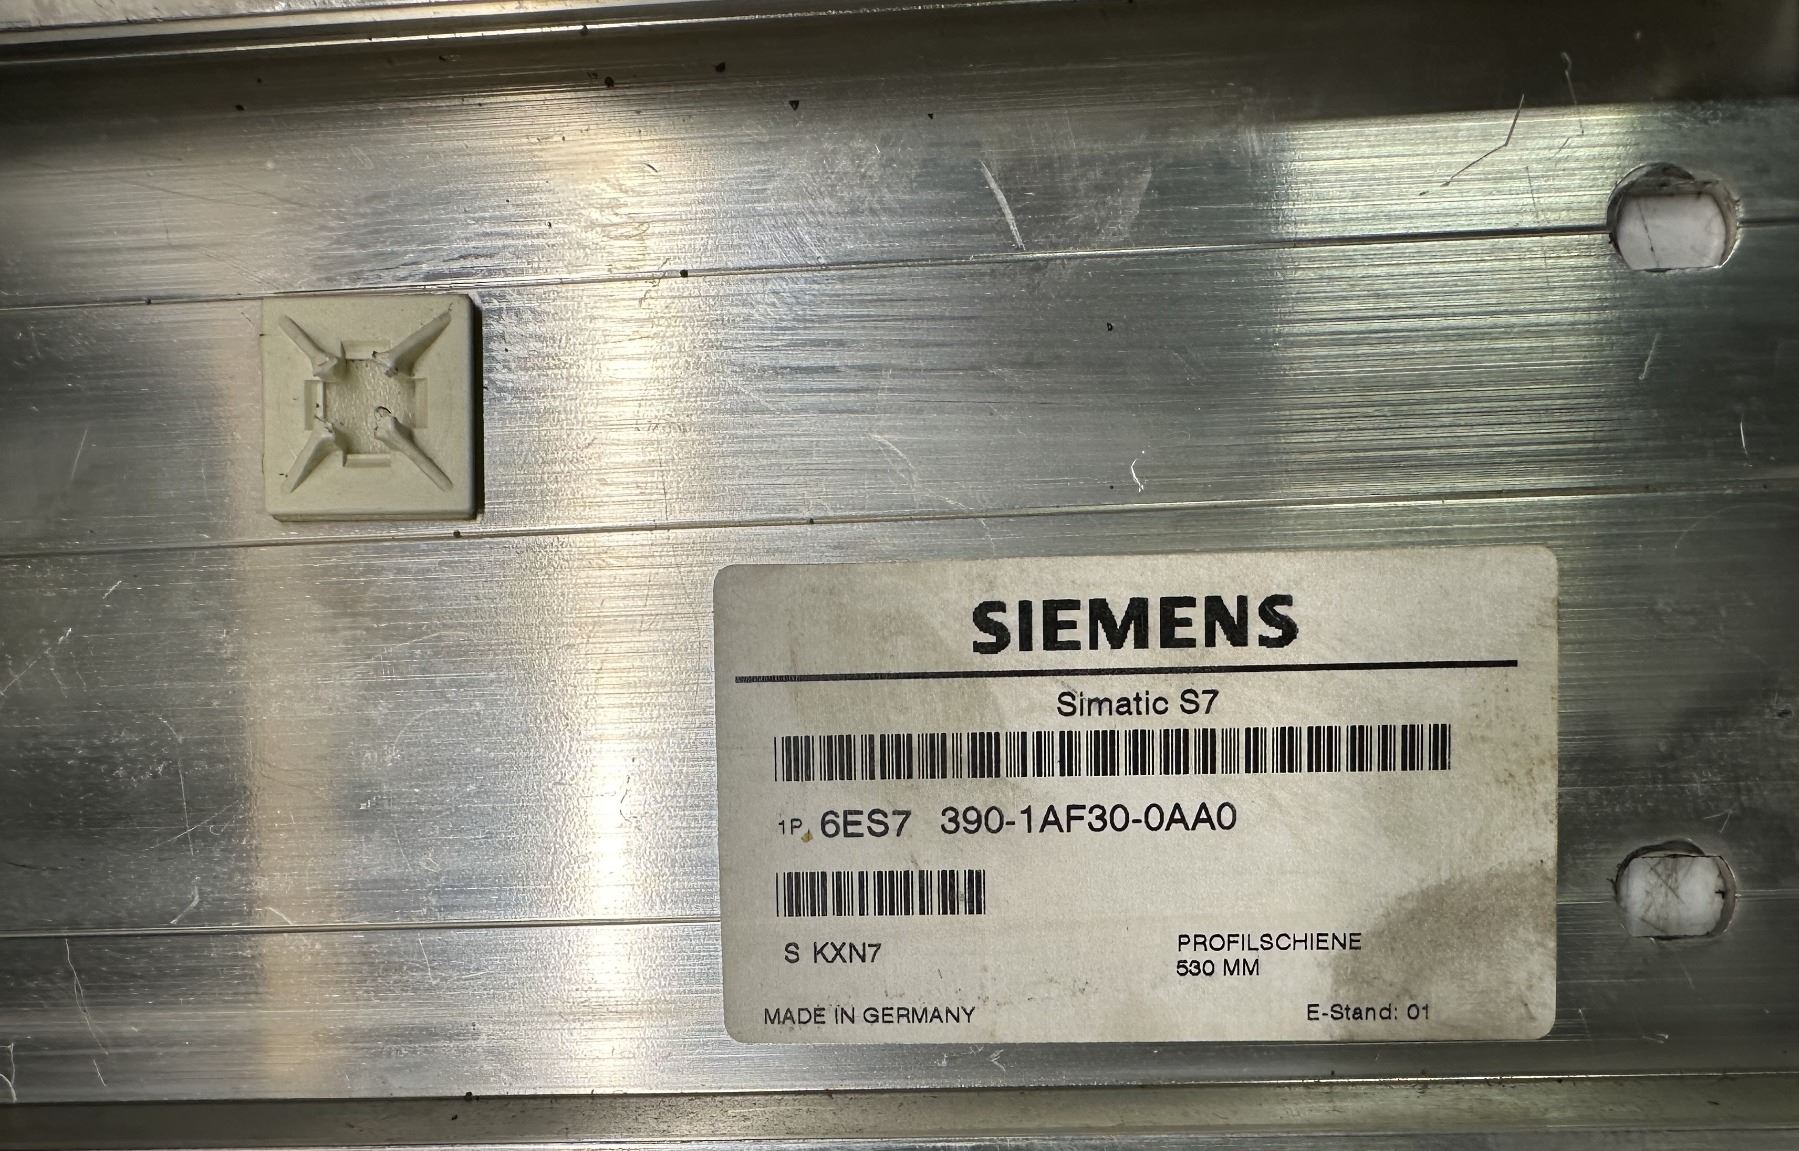 SIEMENS
Simatic S7
1P 6ES7 390-1AF30-0AA0
S KXN7
PROFILSCHIENE
530 MM
MADE IN GERMANY
E-Stand: 01